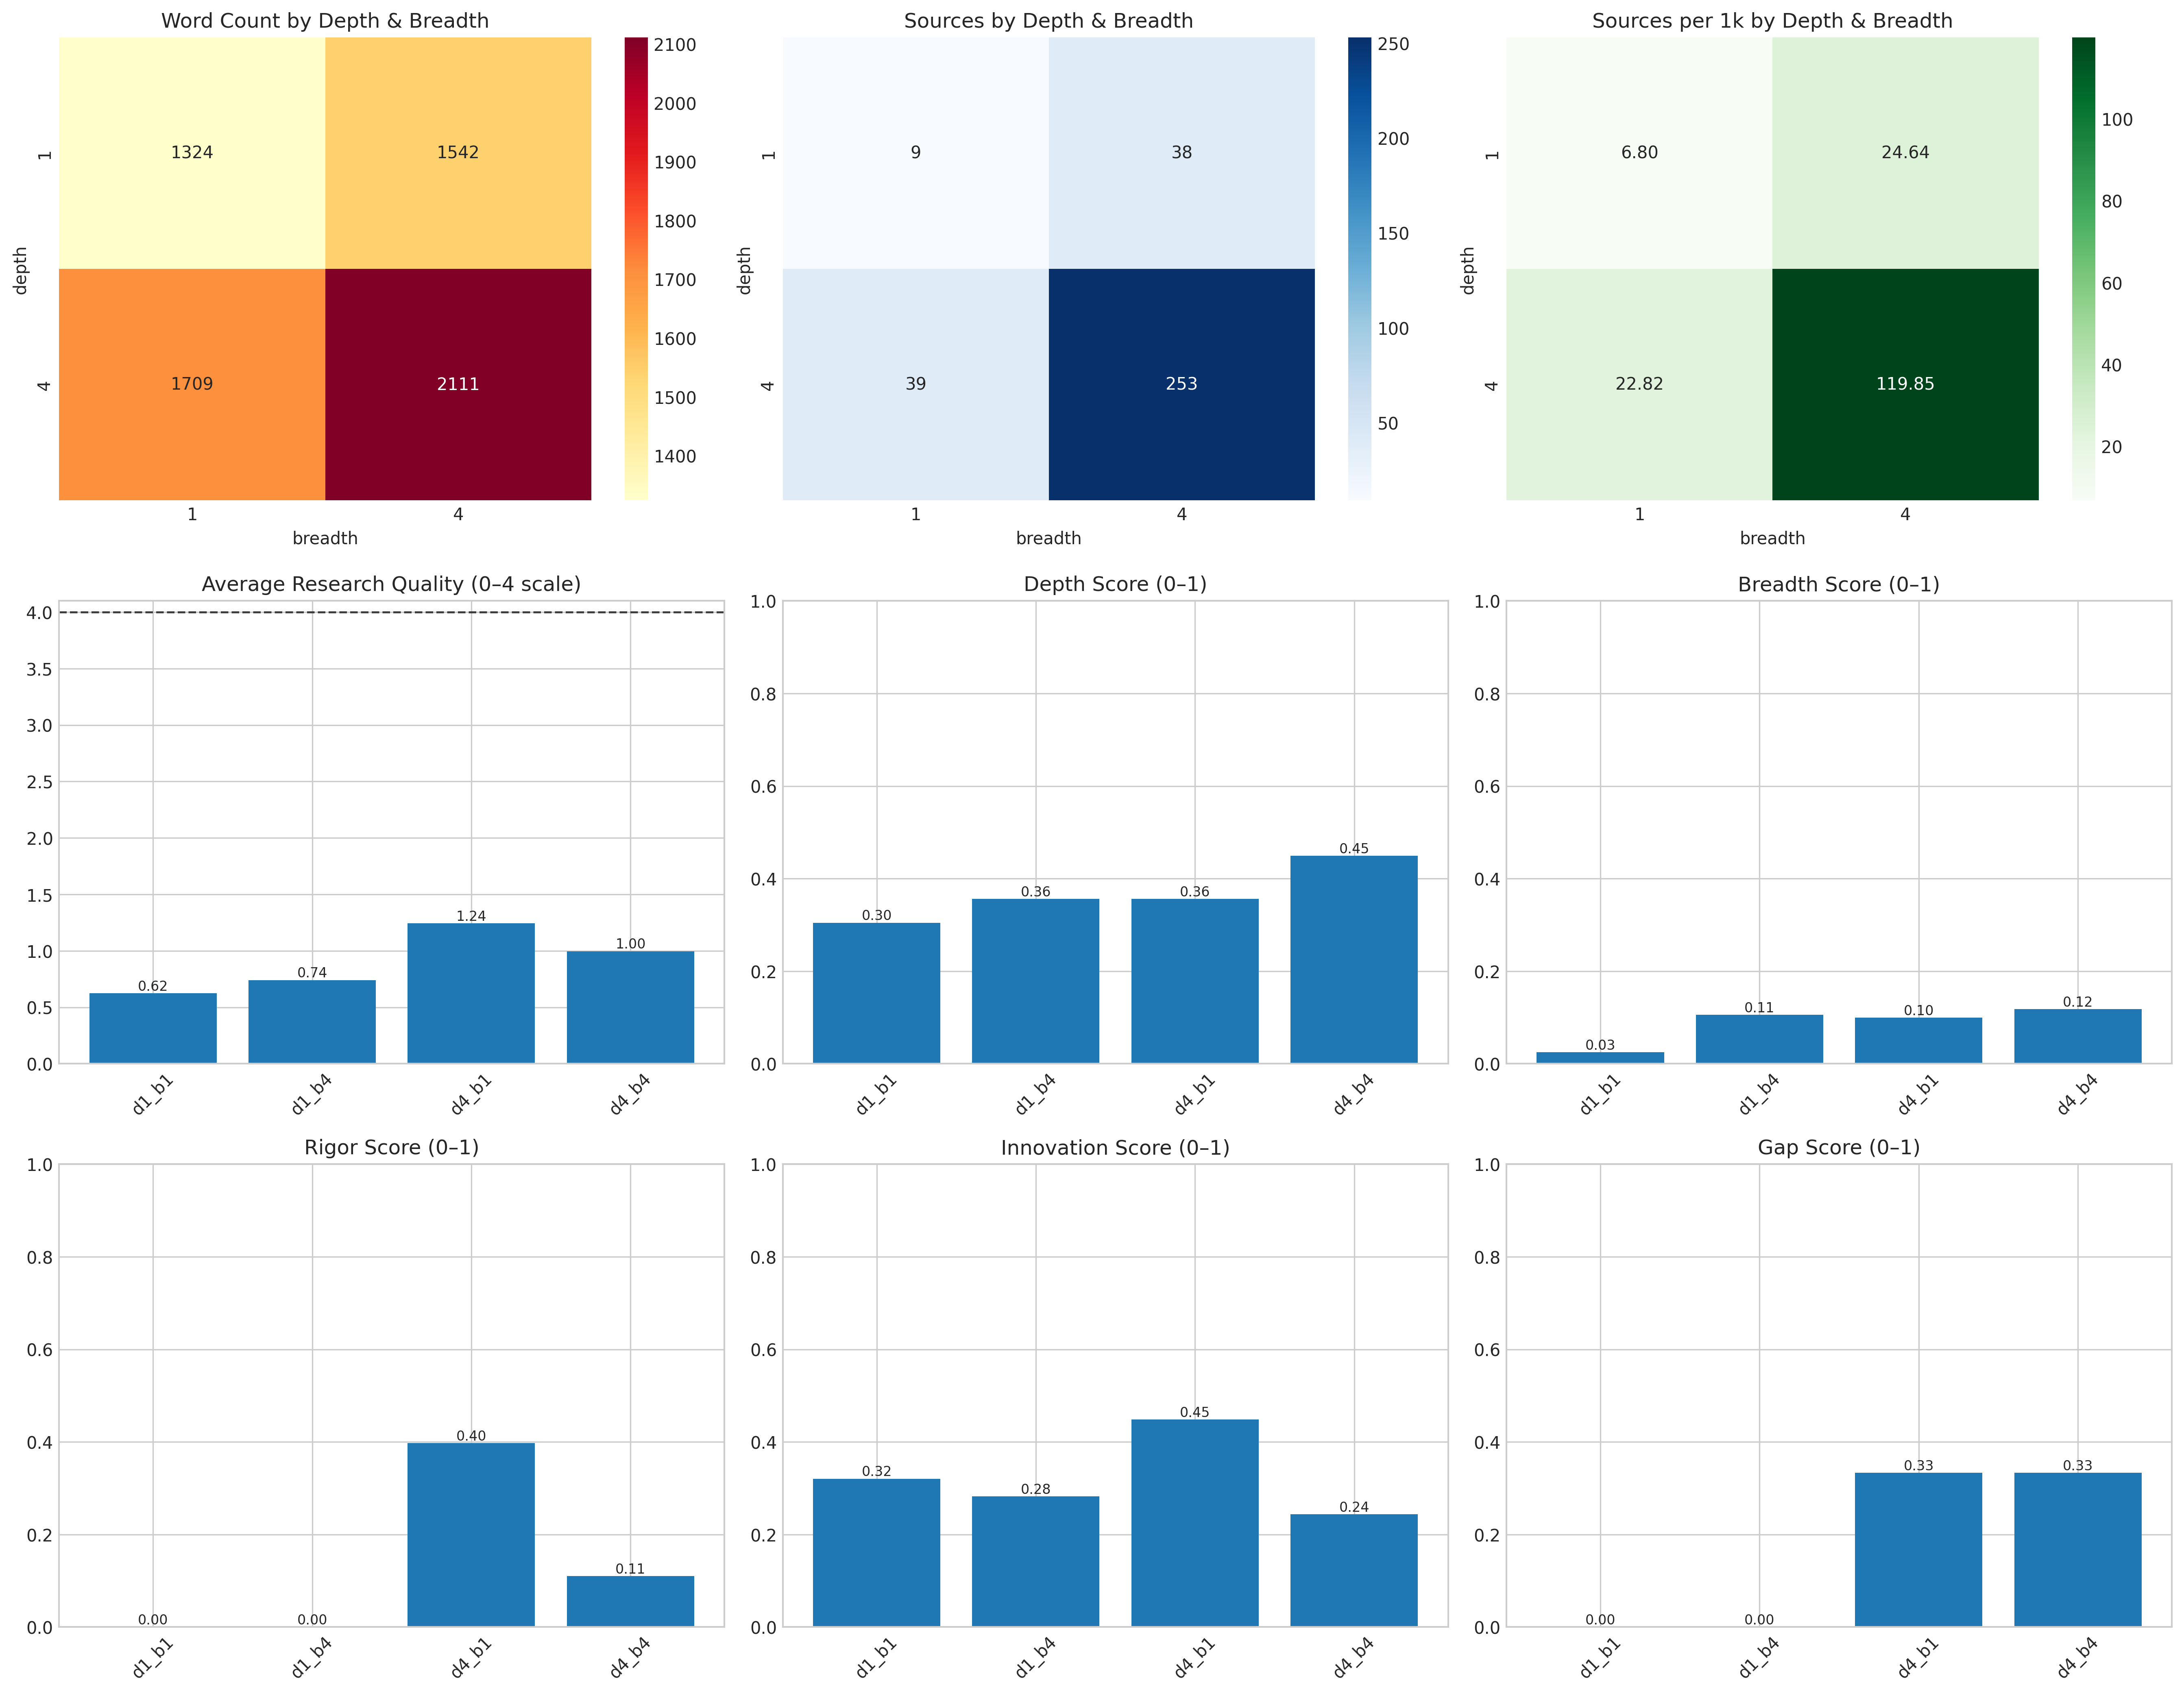 Word Count by Depth & Breadth
1324
1542
1709
2111
1
4
depth
1
4
breadth
2100
2000
1900
1800
1700
1600
1500
1400
Sources by Depth & Breadth
9
38
39
253
1
4
depth
1
4
breadth
250
200
150
100
50
Sources per 1k by Depth & Breadth
6.80
24.64
22.82
119.85
1
4
depth
1
4
breadth
100
80
60
40
20
Average Research Quality (0–4 scale)
4.0
3.5
3.0
2.5
2.0
1.5
1.0
0.5
0.0
0.62
0.74
1.24
1.00
d1_b1
d1_b4
d4_b1
d4_b4
Depth Score (0–1)
1.0
0.8
0.6
0.4
0.2
0.0
0.30
0.36
0.36
0.45
d1_b1
d1_b4
d4_b1
d4_b4
Breadth Score (0–1)
1.0
0.8
0.6
0.4
0.2
0.0
0.03
0.11
0.10
0.12
d1_b1
d1_b4
d4_b1
d4_b4
Rigor Score (0–1)
1.0
0.8
0.6
0.4
0.2
0.0
0.00
0.00
0.40
0.11
d1_b1
d1_b4
d4_b1
d4_b4
Innovation Score (0–1)
1.0
0.8
0.6
0.4
0.2
0.0
0.32
0.28
0.45
0.24
d1_b1
d1_b4
d4_b1
d4_b4
Gap Score (0–1)
1.0
0.8
0.6
0.4
0.2
0.0
0.00
0.00
0.33
0.33
d1_b1
d1_b4
d4_b1
d4_b4